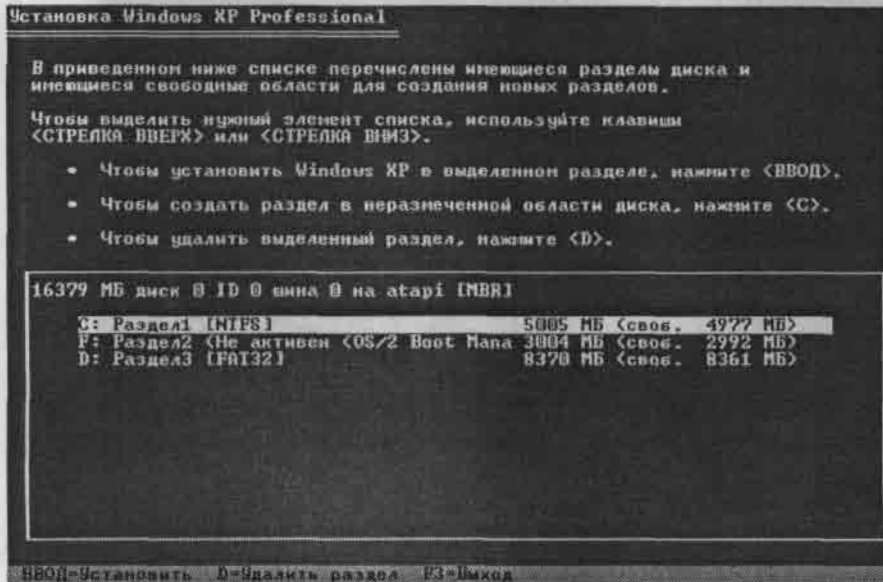 Установка Windows XP Professional
В приведенном ниже списке перечислены имеющиеся разделы диска и
имеющиеся свободные области для создания новых разделов.
Чтобы выделить нужный элемент списка, используйте клавиши
<СТРЕЛКА ВВЕРХ> или <СТРЕЛКА ВНИЗ>.
• Чтобы установить Windows XP в выделенном разделе, нажмите <ВВОД>.
• Чтобы создать раздел в неразмеченной области диска, нажмите <C>.
• Чтобы удалить выделенный раздел, нажмите <D>.
16379 МБ диск 0 ID 0 шина 0 на atapi [MBR]
C: Раздел1 [NTFS] 5005 МБ (своб. 4977 МБ)
F: Раздел2 (Не активен (OS/2 Boot Mana 3004 МБ (своб. 2992 МБ)
D: Раздел3 [FAT32] 8370 МБ (своб. 8361 МБ)
ВВОД=Установить D=Удалить раздел F3=Выход